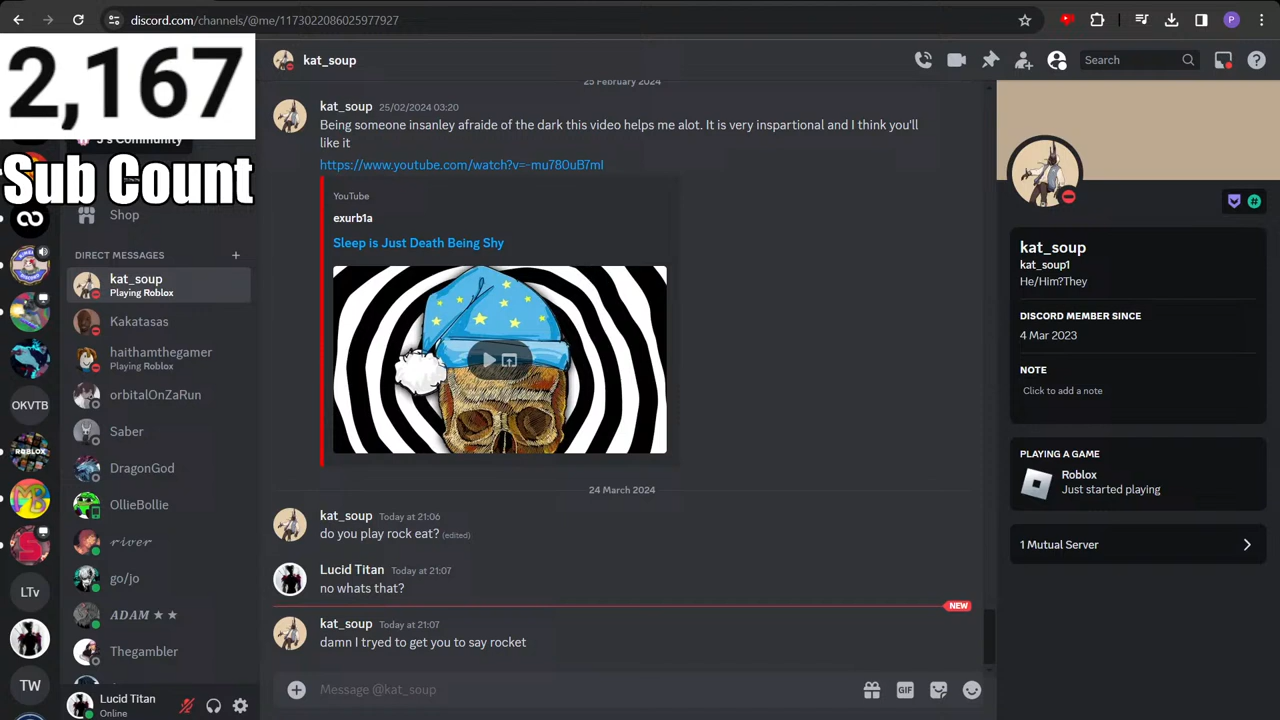 discord.com/channels/@me/1173022086025977927
2,167
J's Community
Sub Count
Shop
DIRECT MESSAGES
kat_soup
Playing Roblox
Kakatasas
haithamthegamer
Playing Roblox
orbitalOnZaRun
Saber
DragonGod
OllieBollie
river
go/jo
ADAM ★ ★
Thegambler
OKVTB
LTv
TW
Lucid Titan
Online
kat_soup
Search
25 February 2024
kat_soup 25/02/2024 03:20
Being someone insanley afraide of the dark this video helps me alot. It is very inspartional and I think you'll
like it
https://www.youtube.com/watch?v=-mu780uB7mI
YouTube
exurb1a
Sleep is Just Death Being Shy
24 March 2024
kat_soup Today at 21:06
do you play rock eat? (edited)
Lucid Titan Today at 21:07
no whats that?
NEW
kat_soup Today at 21:07
damn I tryed to get you to say rocket
Message @kat_soup
GIF
kat_soup
kat_soup1
He/Him?They
DISCORD MEMBER SINCE
4 Mar 2023
NOTE
Click to add a note
PLAYING A GAME
Roblox
Just started playing
1 Mutual Server